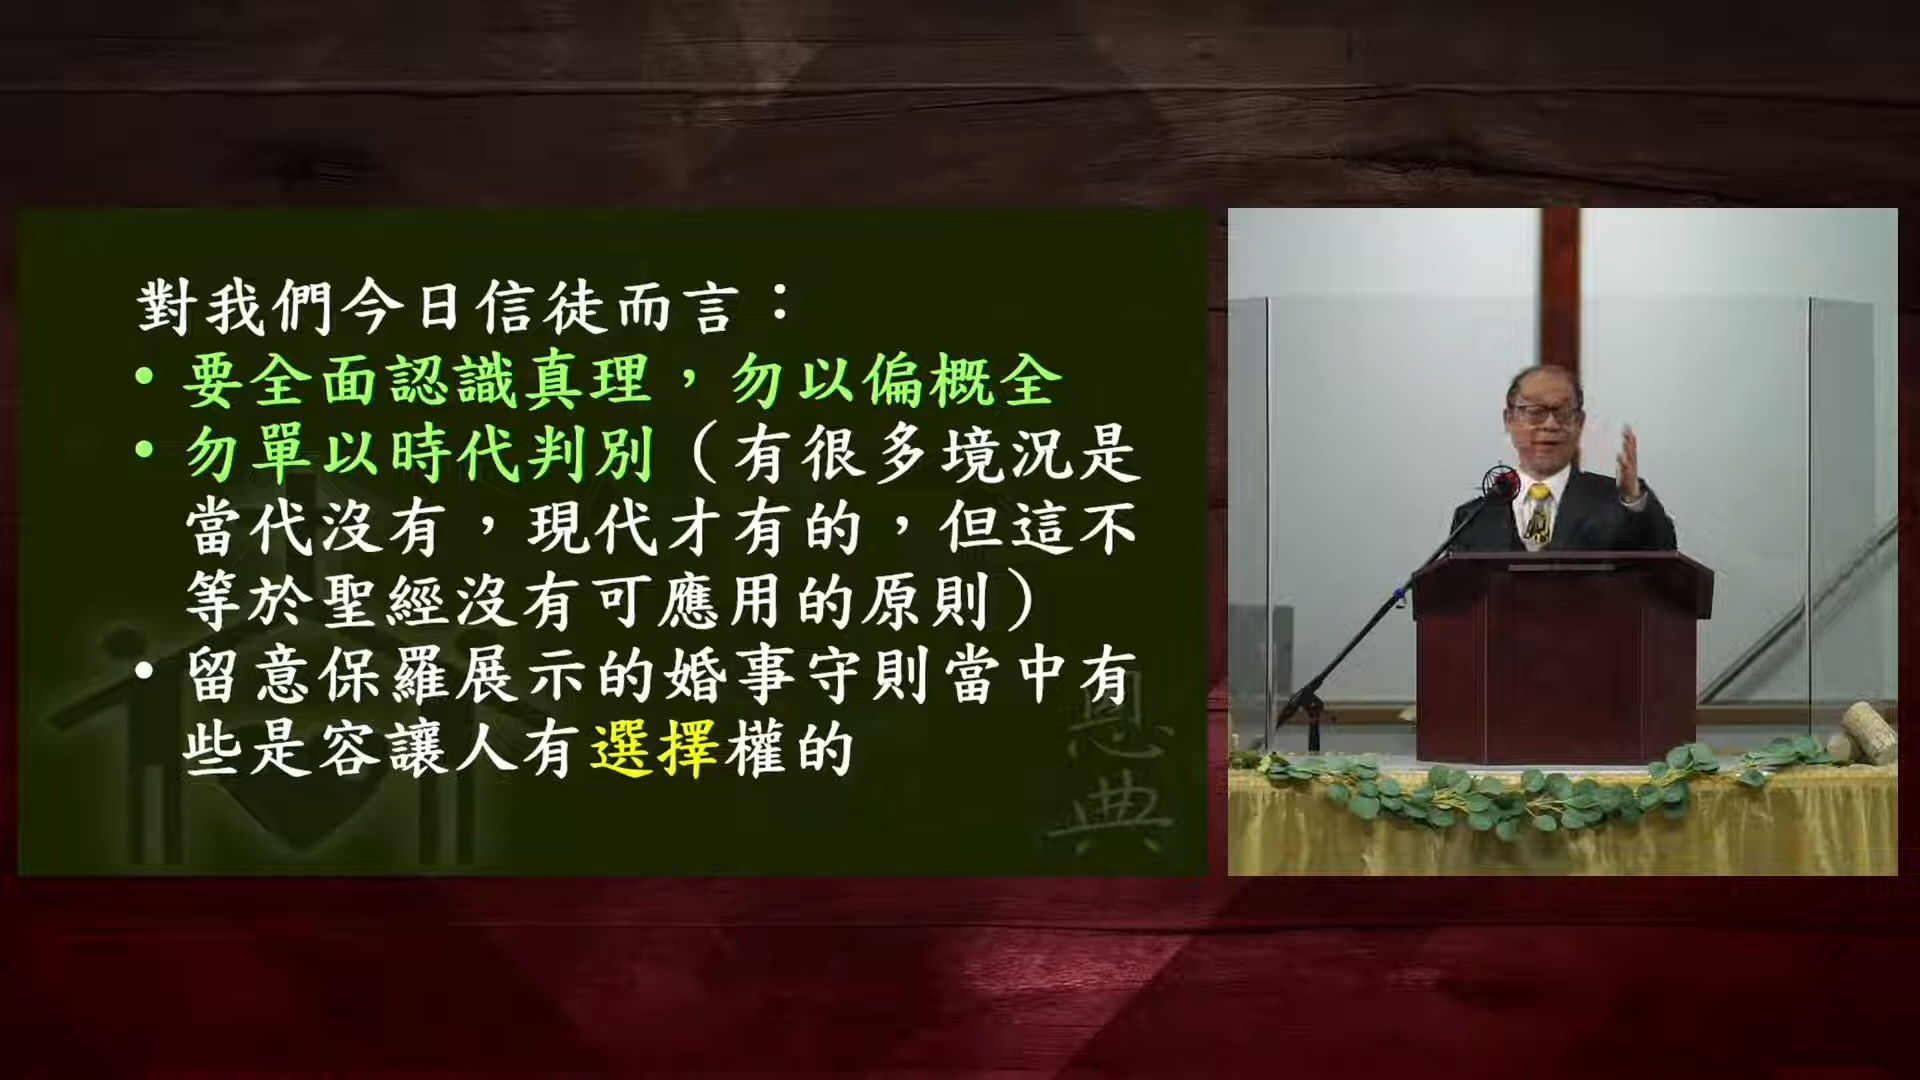 對我們今日信徒而言：
• 要全面認識真理，勿以偏概全
• 勿單以時代判別（有很多境況是
當代沒有，現代才有的，但這不
等於聖經沒有可應用的原則）
• 留意保羅展示的婚事守則當中有
些是容讓人有選擇權的
恩
典